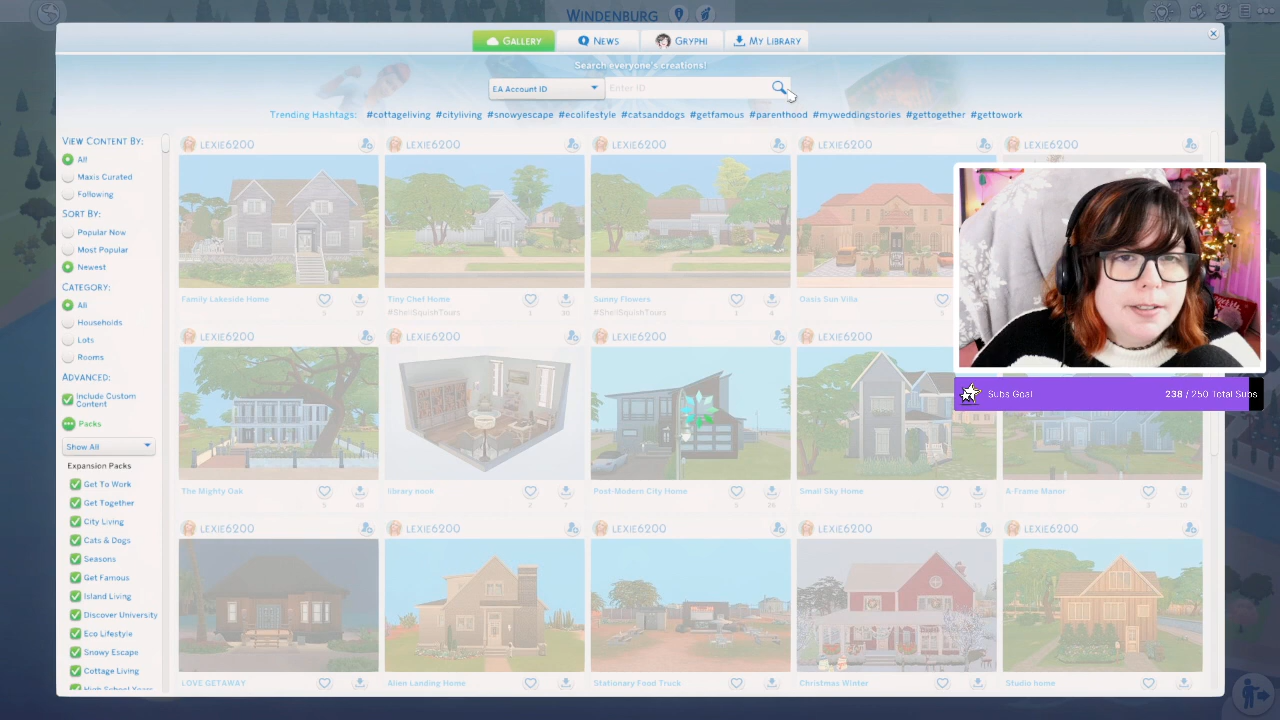 WINDENBURG
GALLERY
NEWS
GRYPHI
MY LIBRARY
Search everyone's creations!
EA Account ID
Enter ID
Trending Hashtags: #cottageliving #cityliving #snowyescape #ecolifestyle #catsanddogs #getfamous #parenthood #myweddingstories #gettogether #gettowork
VIEW CONTENT BY:
All
Maxis Curated
Following
SORT BY:
Popular Now
Most Popular
Newest
CATEGORY:
All
Households
Lots
Rooms
ADVANCED:
Include Custom
Content
Packs
Show All
Expansion Packs
Get To Work
Get Together
City Living
Cats & Dogs
Seasons
Get Famous
Island Living
Discover University
Eco Lifestyle
Snowy Escape
Cottage Living
High School Years
LEXIE6200 LEXIE6200 LEXIE6200 LEXIE6200 LEXIE6200
Family Lakeside Home
Tiny Chef Home
#ShellSquishTours
Sunny Flowers
#ShellSquishTours
Oasis Sun Villa
LEXIE6200 LEXIE6200 LEXIE6200 LEXIE6200
The Mighty Oak
library nook
Post-Modern City Home
Small Sky Home
A-Frame Manor
LEXIE6200 LEXIE6200 LEXIE6200 LEXIE6200 LEXIE6200
LOVE GETAWAY
Alien Landing Home
Stationary Food Truck
Christmas Winter
Studio home
Subs Goal
238 / 250 Total Subs